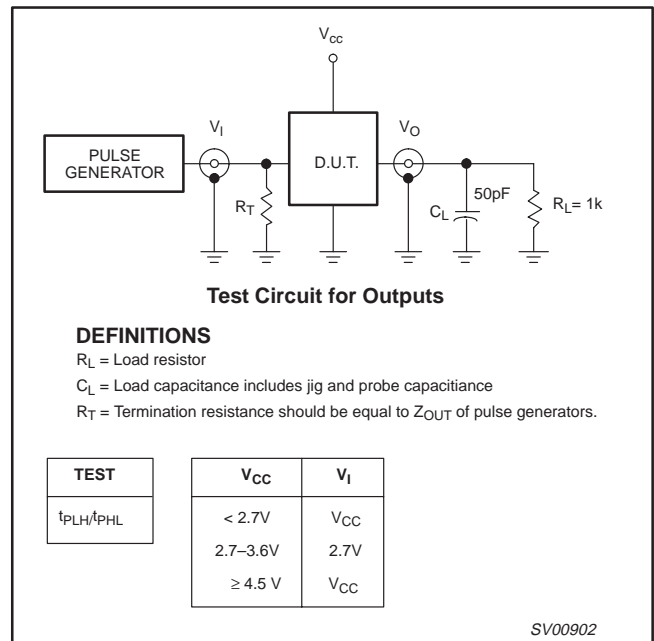 Vcc
VI
VO
PULSE
GENERATOR
D.U.T.
RT
50pF
CL
RL= 1k
Test Circuit for Outputs
DEFINITIONS
RL = Load resistor
CL = Load capacitance includes jig and probe capacitiance
RT = Termination resistance should be equal to ZOUT of pulse generators.
TEST
tPLH/tPHL
VCC VI
< 2.7V VCC
2.7–3.6V 2.7V
≥ 4.5 V VCC
SV00902